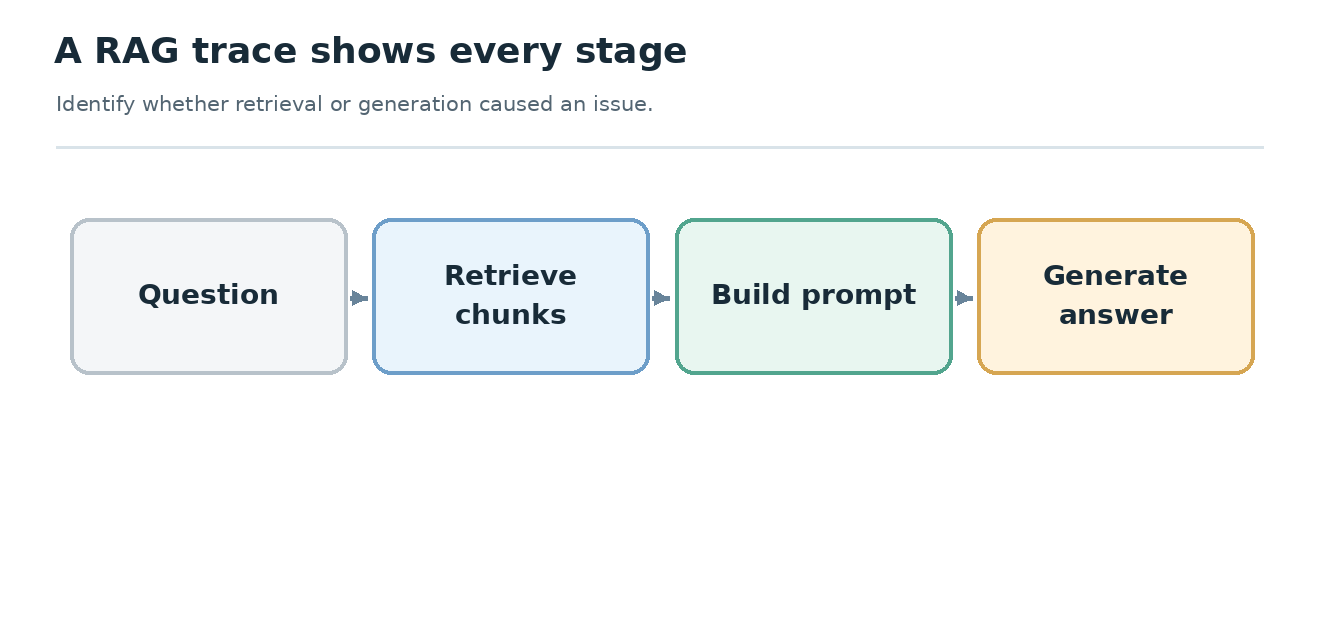 A RAG trace shows every stage
Identify whether retrieval or generation caused an issue.
Question
Retrieve
chunks
Build prompt
Generate
answer